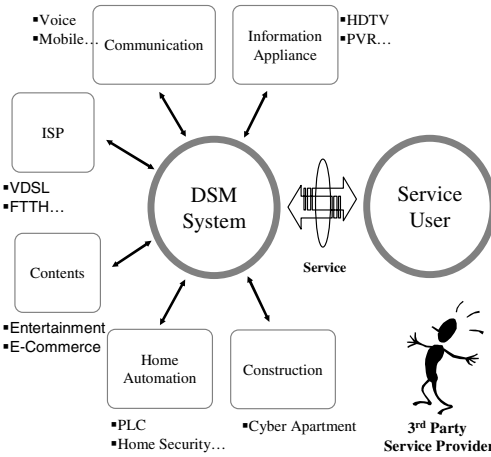 ▪Voice
▪Mobile…
Communication
Information
Appliance
▪HDTV
▪PVR…
ISP
▪VDSL
▪FTTH…
DSM
System
Service
Service
User
Contents
▪Entertainment
▪E-Commerce
Home
Automation
▪PLC
▪Home Security…
Construction
▪Cyber Apartment
3rd Party
Service Provider